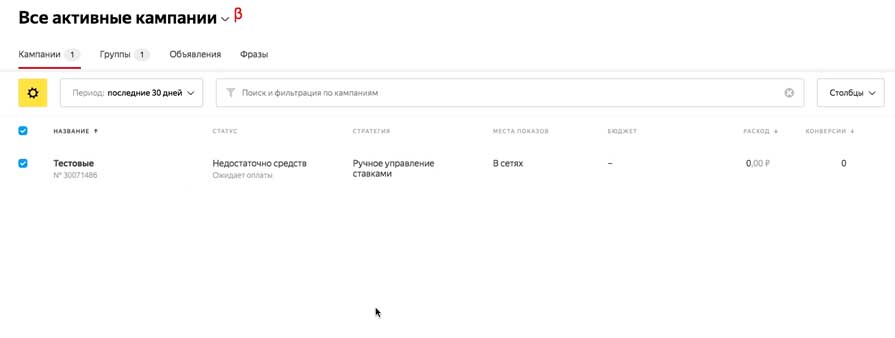 Все активные кампании β
Кампании 1 Группы 1 Объявления Фразы
Период: последние 30 дней Поиск и фильтрация по кампаниям Столбцы
НАЗВАНИЕ ↑ СТАТУС СТРАТЕГИЯ МЕСТА ПОКАЗОВ БЮДЖЕТ РАСХОД ↓ КОНВЕРСИИ ↓
Тестовые Недостаточно средств Ручное управление В сетях – 0,00 ₽ 0
№ 30071486 Ожидает оплаты ставками